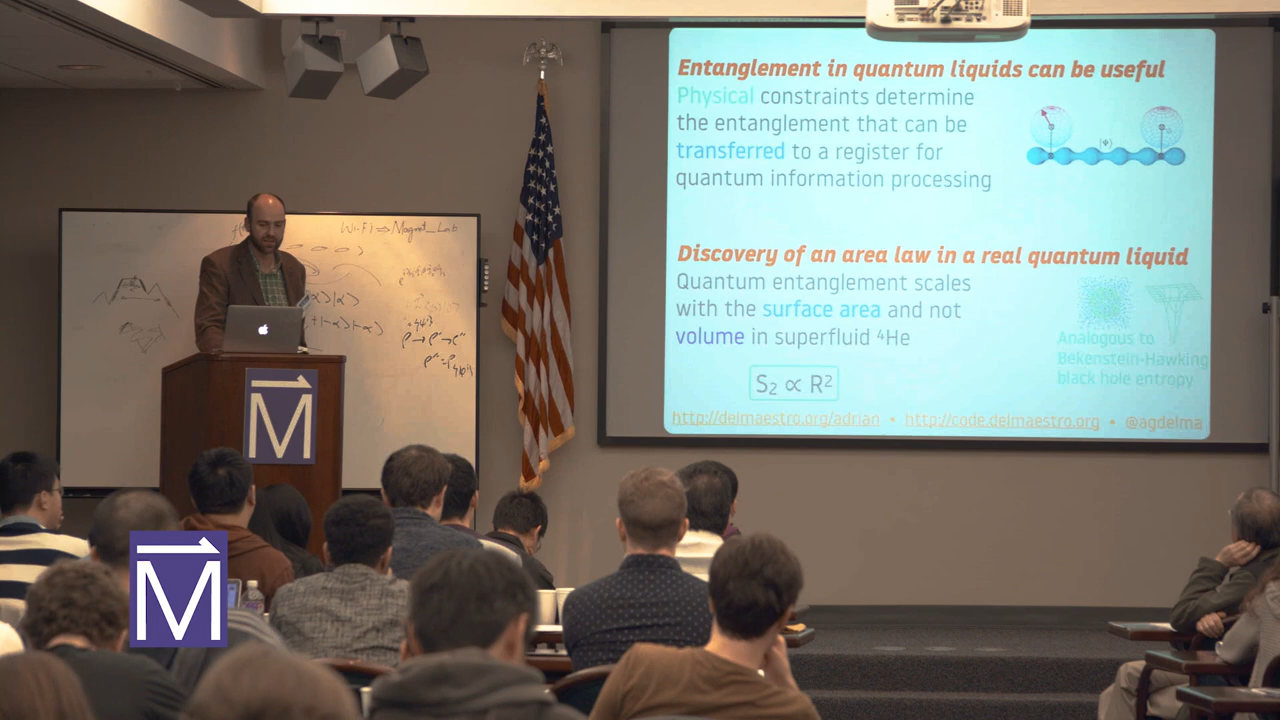 Entanglement in quantum liquids can be useful
Physical constraints determine
the entanglement that can be
transferred to a register for
quantum information processing
|Ψ⟩
Discovery of an area law in a real quantum liquid
Quantum entanglement scales
with the surface area and not
volume in superfluid ⁴He
S₂ ∝ R²
Analogous to
Bekenstein-Hawking
black hole entropy
http://delmaestro.org/adrian • http://code.delmaestro.org • @agdelma
Wi-Fi ⇒ Magnet_Lab
M
M